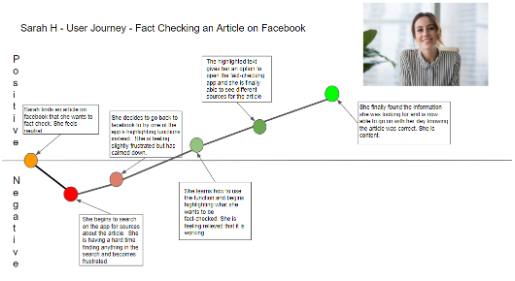 Sarah H - User Journey - Fact Checking an Article on Facebook
Positive
Negative
Sarah finds an article on
facebook that she wants to
fact check. She feels
neutral.
She begins to search
on the app for sources
about the article. She
is having a hard time
finding anything in the
search and becomes
frustrated.
She decides to go back to
facebook to try one of the
app's highlighting functions
instead. She is feeling
slightly frustrated but has
calmed down.
She learns how to use
the function and begins
highlighting what she
wants to be
fact-checked. She is
feeling relieved that it is
working.
The highlighted text
gives her an option to
open the fact-checking
app and she is finally
able to see different
sources for the article.
She finally found the information
she was looking for and is now
able to go on with her day knowing
the article was correct. She is
content.